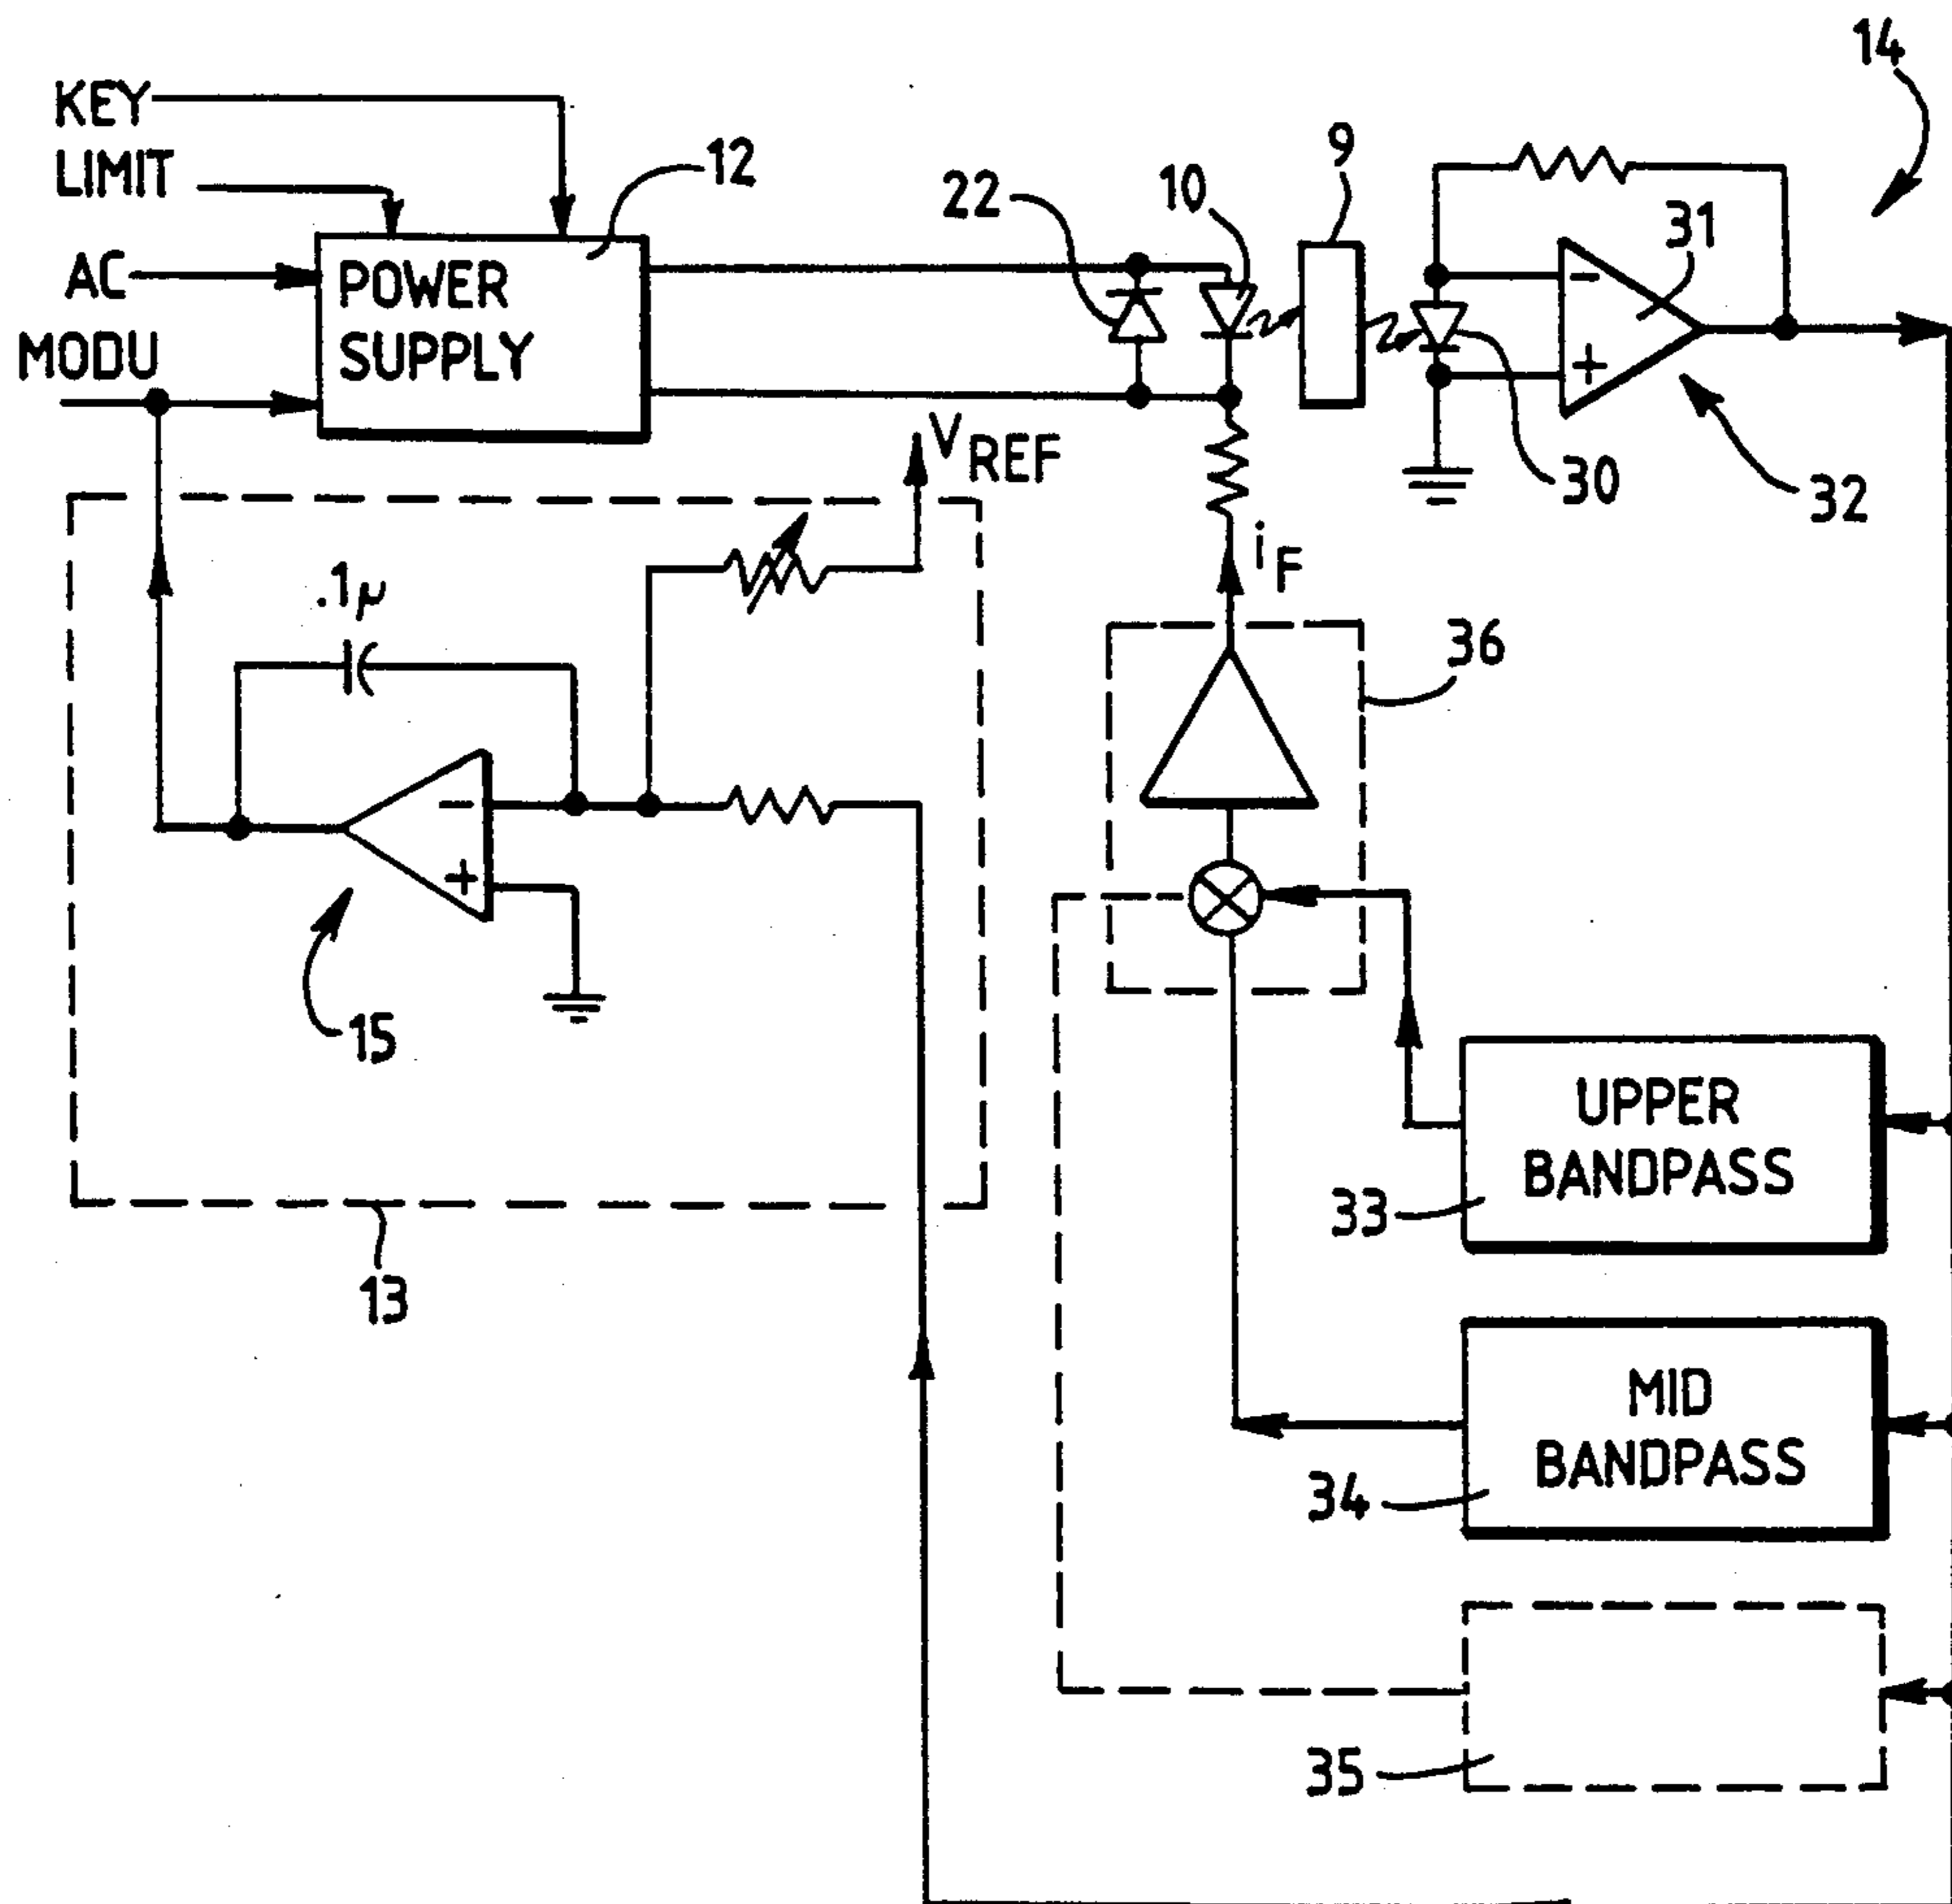 14
KEY
LIMIT
12
9
10
22
31
AC
POWER
SUPPLY
MODU
-
+
VREF
30
32
iF
.1μ
36
-
+
15
UPPER
BANDPASS
33
13
MID
BANDPASS
34
35